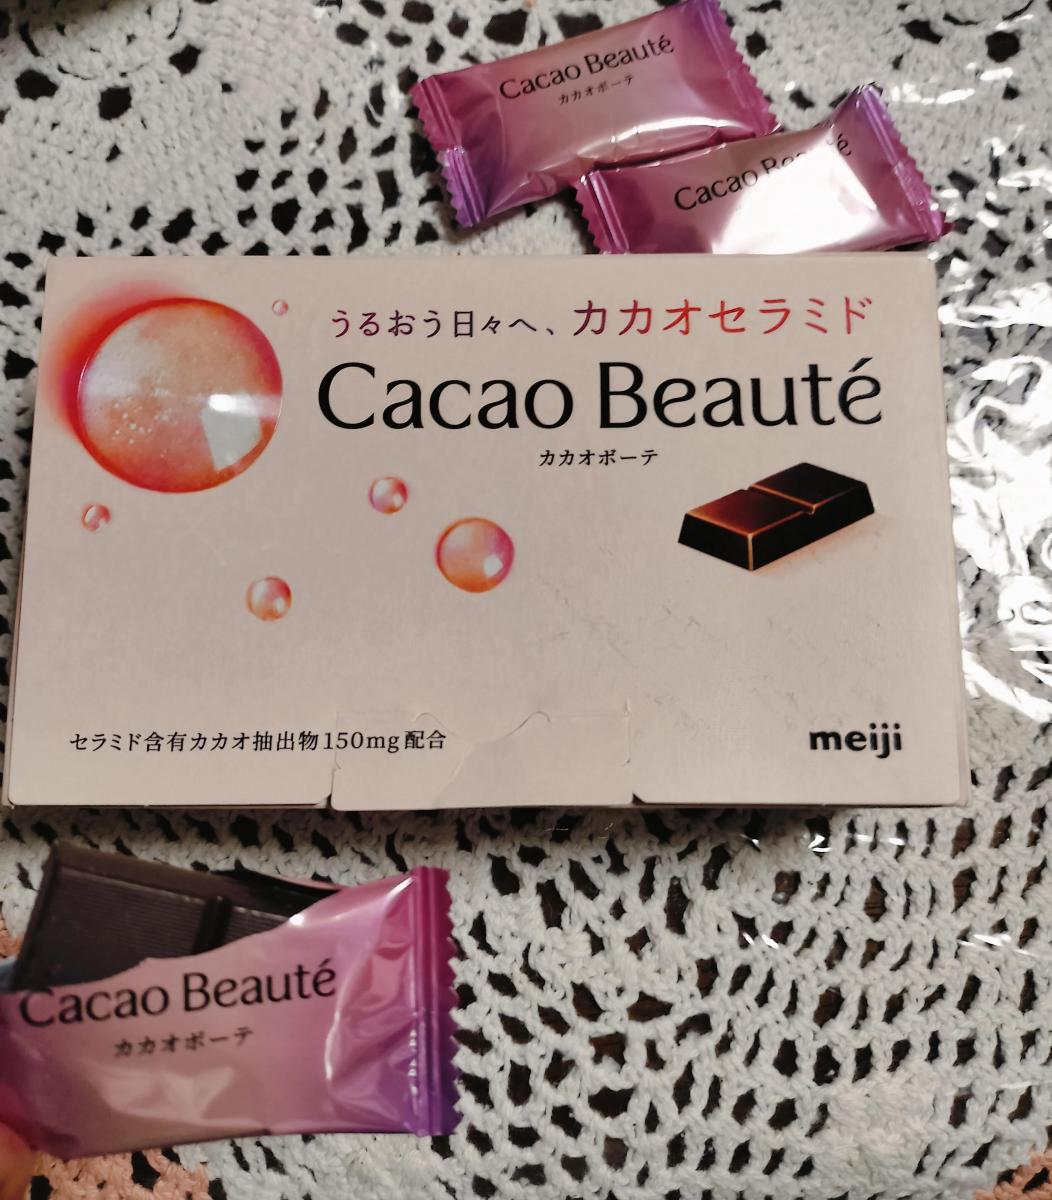 Cacao Beauté
カカオボーテ
Cacao Beauté
うるおう日々へ、カカオセラミド
Cacao Beauté
カカオボーテ
セラミド含有カカオ抽出物150mg配合
meiji
Cacao Beauté
カカオボーテ